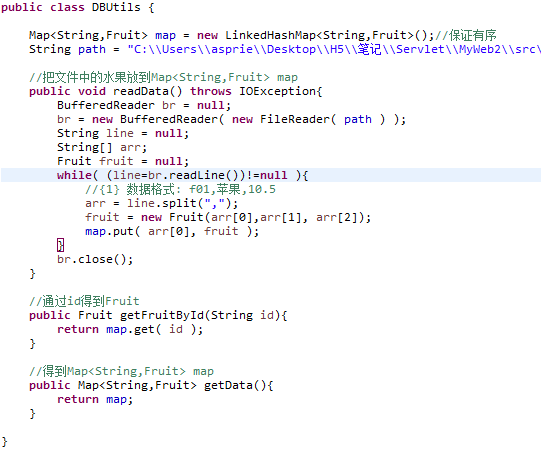 public class DBUtils {
Map<String,Fruit> map = new LinkedHashMap<String,Fruit>();//保证有序
String path = "C:\\Users\\asprie\\Desktop\\H5\\笔记\\Servlet\\MyWeb2\\src\
//把文件中的水果放到Map<String,Fruit> map
public void readData() throws IOException{
BufferedReader br = null;
br = new BufferedReader( new FileReader( path ) );
String line = null;
String[] arr;
Fruit fruit = null;
while( (line=br.readLine())!=null ){
//{1} 数据格式: f01,苹果,10.5
arr = line.split(",");
fruit = new Fruit(arr[0],arr[1], arr[2]);
map.put( arr[0], fruit );
}
br.close();
}
//通过id得到Fruit
public Fruit getFruitById(String id){
return map.get( id );
}
//得到Map<String,Fruit> map
public Map<String,Fruit> getData(){
return map;
}
}